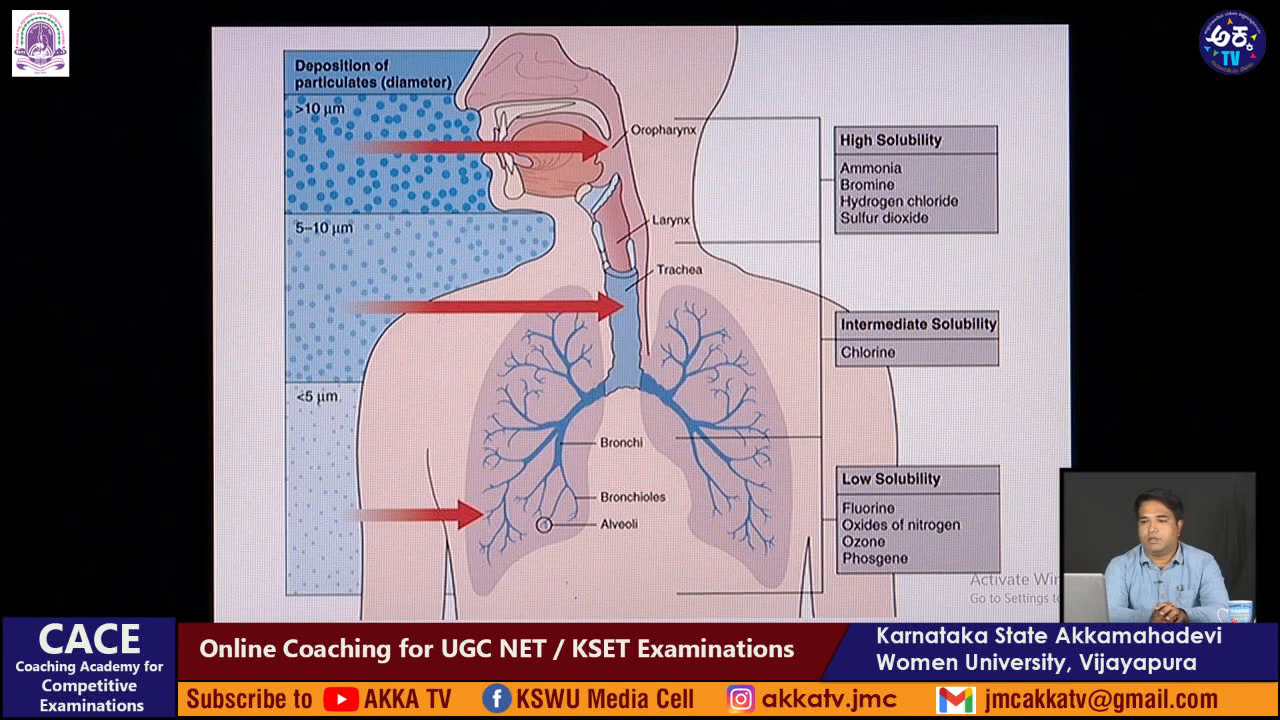 ಅಕ್ಕ
TV
Deposition of
particulates (diameter)
>10 μm
Oropharynx
High Solubility
Ammonia
Bromine
Hydrogen chloride
Sulfur dioxide
5–10 μm
Larynx
Trachea
Intermediate Solubility
Chlorine
<5 μm
Bronchi
Bronchioles
Alveoli
Low Solubility
Fluorine
Oxides of nitrogen
Ozone
Phosgene
Activate Win
Go to Settings to
CACE
Coaching Academy for
Competitive
Examinations
Online Coaching for UGC NET / KSET Examinations
Karnataka State Akkamahadevi
Women University, Vijayapura
Subscribe to AKKA TV KSWU Media Cell akkatv.jmc jmcakkatv@gmail.com